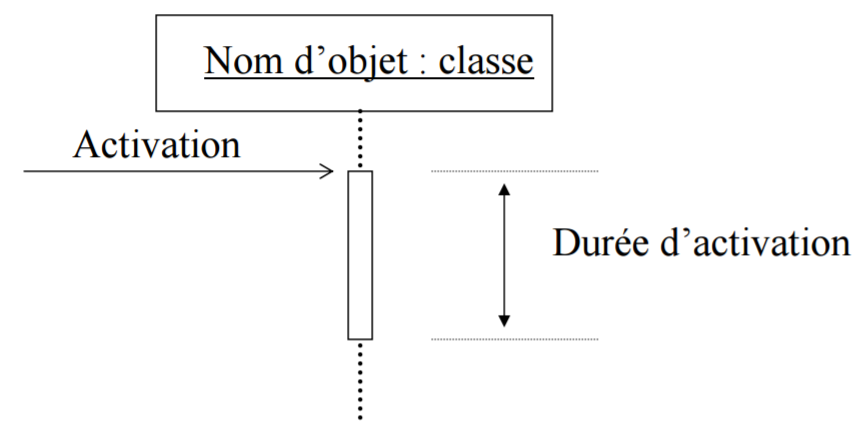 Nom d’objet : classe
Activation
Durée d’activation